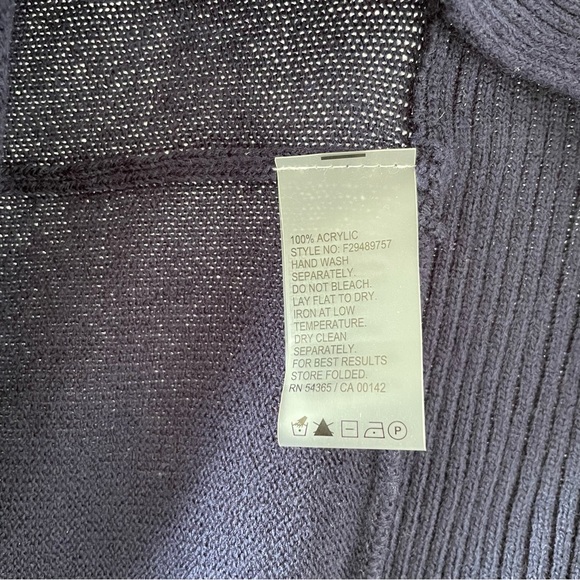 100% ACRYLIC
STYLE NO: F29489757
HAND WASH
SEPARATELY.
DO NOT BLEACH.
LAY FLAT TO DRY.
IRON AT LOW
TEMPERATURE.
DRY CLEAN
SEPARATELY.
FOR BEST RESULTS
STORE FOLDED.
RN 54365 / CA 00142
P